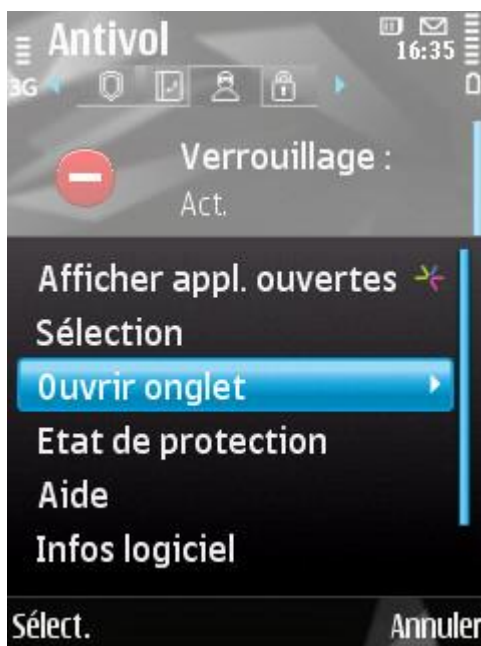 Antivol
16:35
3G
Verrouillage :
Act.
Afficher appl. ouvertes
Sélection
Ouvrir onglet
Etat de protection
Aide
Infos logiciel
Sélect.
Annuler